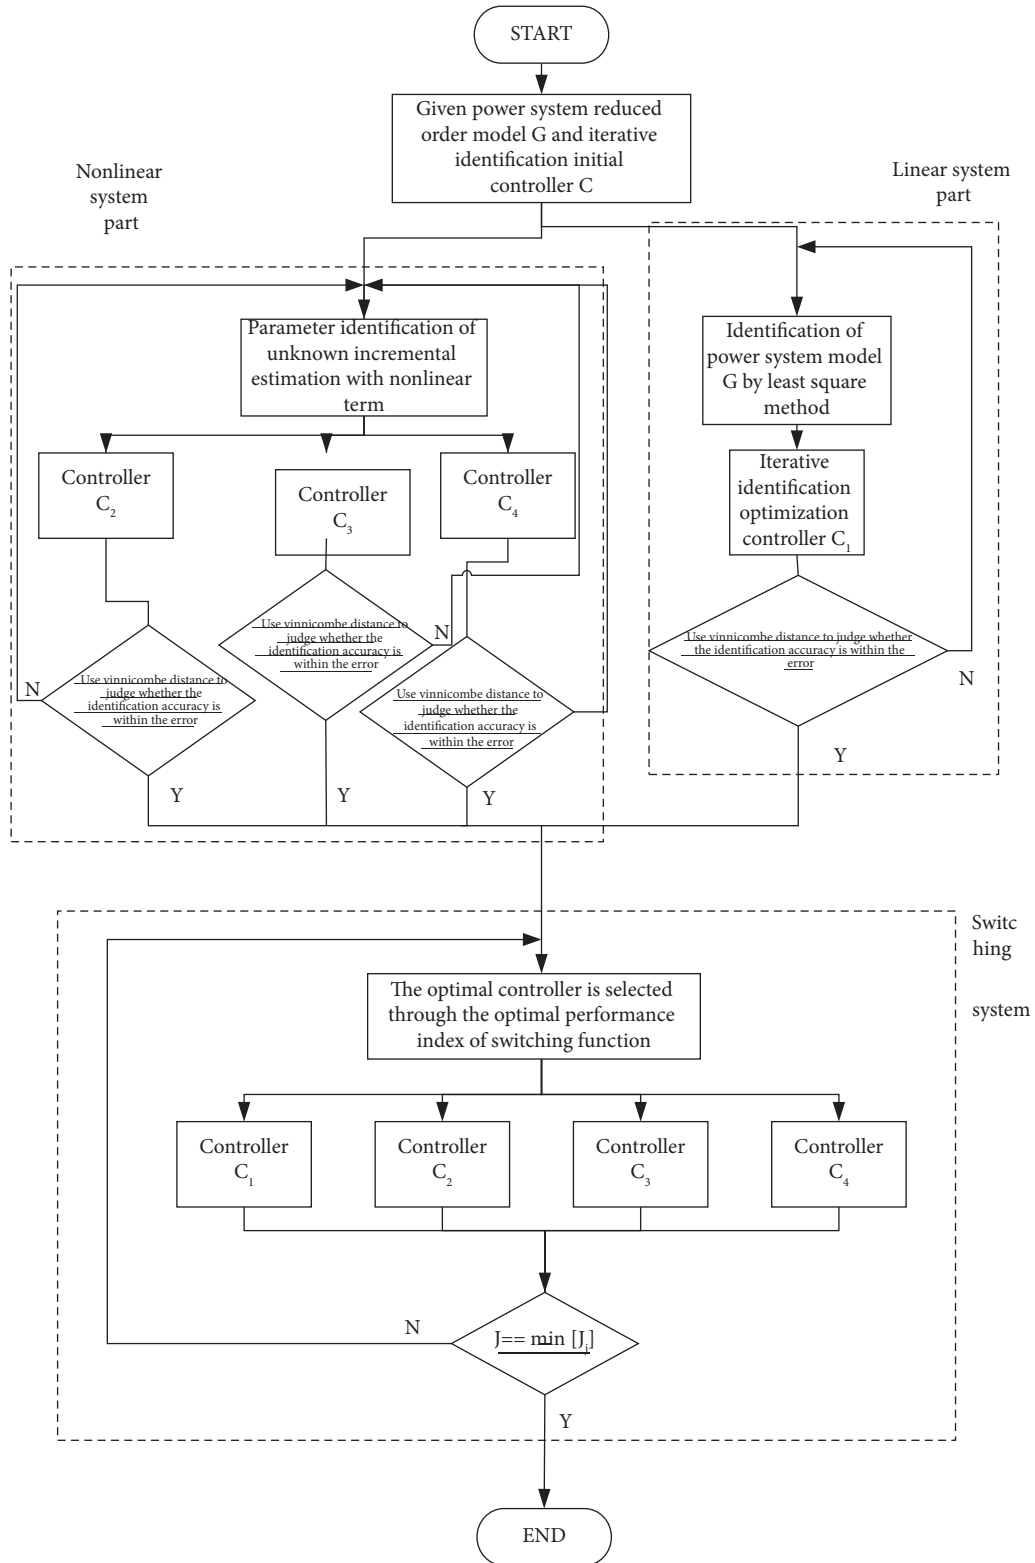 START
Given power system reduced
order model G and iterative
identification initial
controller C
Nonlinear
system
part
Linear system
part
Parameter identification of
unknown incremental
estimation with nonlinear
term
Identification of
power system model
G by least square
method
Controller
C₂
Controller
C₃
Controller
C₄
Iterative
identification
optimization
controller C₁
Use vinnicombe distance to
judge whether the
identification accuracy is
within the error
N
Y
Use vinnicombe distance to
judge whether the
identification accuracy is
within the error
N
Y
Use vinnicombe distance to
judge whether the
identification accuracy is
within the error
Y
Use vinnicombe distance to judge whether
the identification accuracy is within the
error
N
Y
Switc
hing
system
The optimal controller is selected
through the optimal performance
index of switching function
Controller
C₁
Controller
C₂
Controller
C₃
Controller
C₄
N
J== min [Jⱼ]
Y
END